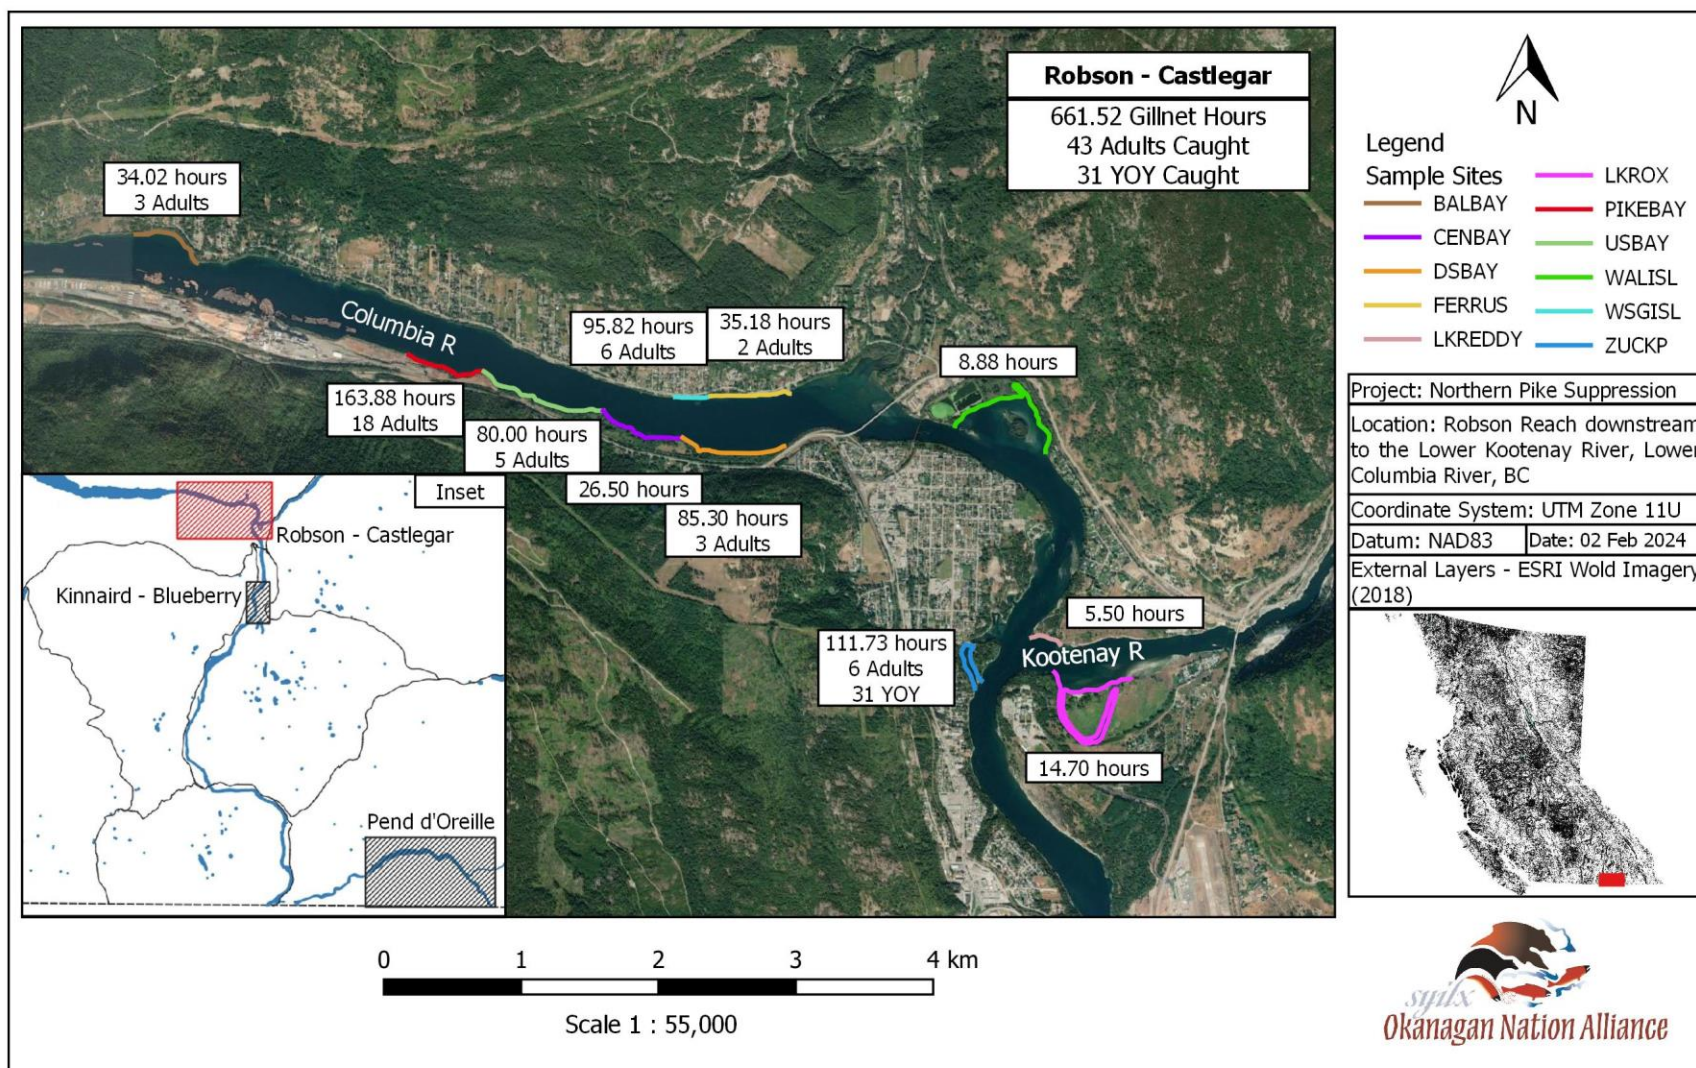 Robson - Castlegar
661.52 Gillnet Hours
43 Adults Caught
31 YOY Caught
34.02 hours
3 Adults
Columbia R
95.82 hours
6 Adults
35.18 hours
2 Adults
8.88 hours
163.88 hours
18 Adults
80.00 hours
5 Adults
26.50 hours
85.30 hours
3 Adults
111.73 hours
6 Adults
31 YOY
5.50 hours
Kootenay R
14.70 hours
Inset
Robson - Castlegar
Kinnaird - Blueberry
Pend d'Oreille
0 1 2 3 4 km
Scale 1 : 55,000
N
Legend
Sample Sites
BALBAY
CENBAY
DSBAY
FERRUS
LKREDDY
LKROX
PIKEBAY
USBAY
WALISL
WSGISL
ZUCKP
Project: Northern Pike Suppression
Location: Robson Reach downstream
to the Lower Kootenay River, Lower
Columbia River, BC
Coordinate System: UTM Zone 11U
Datum: NAD83
Date: 02 Feb 2024
External Layers - ESRI Wold Imagery
(2018)
syilx
Okanagan Nation Alliance